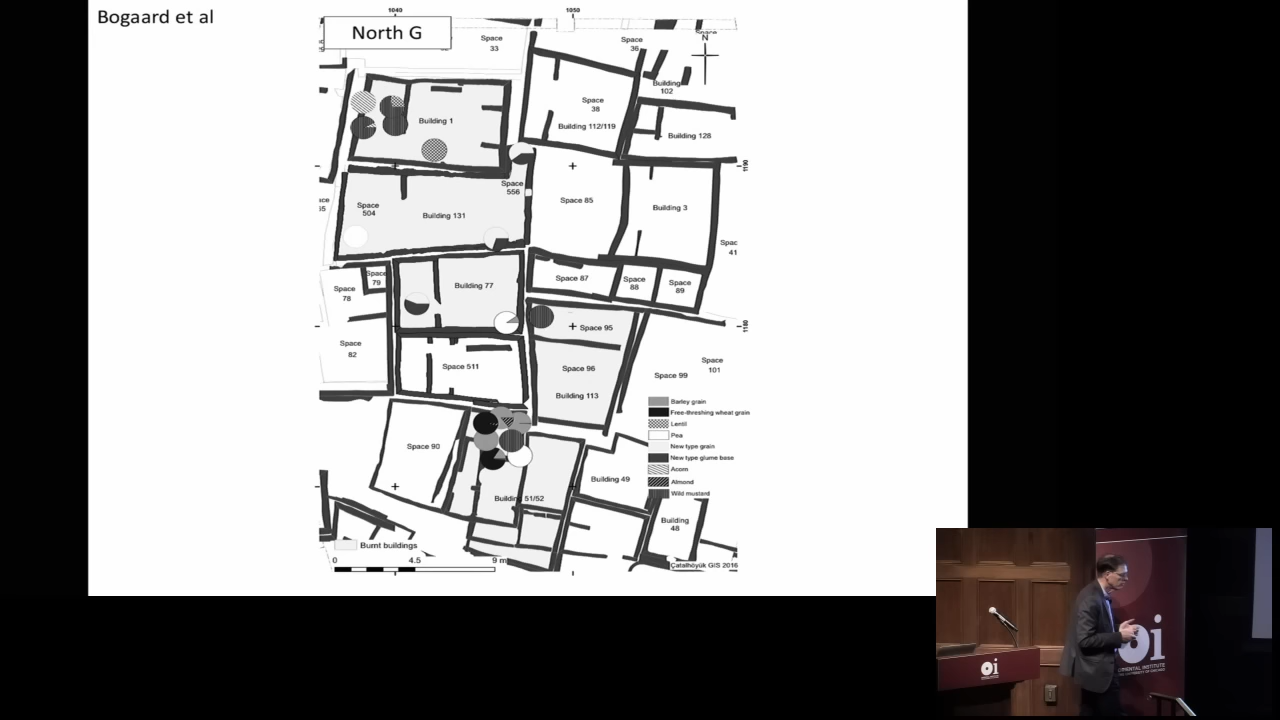 Bogaard et al
North G
1040
1050
Space
33
Space
36
Space
N
Building
102
Space
38
Building 112/119
Building 128
Building 1
1190
Space
556
Space
504
Building 131
Space 85
Building 3
Spac
41
Space
79
Space
78
Building 77
Space 87
Space
88
Space
89
Space 95
1180
Space
82
Space 511
Space 96
Building 113
Space 99
Space
101
Barley grain
Free-threshing wheat grain
Lentil
Pea
New type grain
New type glume base
Acorn
Almond
Wild mustard
Space 90
Building 49
Building 51/52
Building
48
Burnt buildings
0 4.5 9 m
Çatalhöyük GIS 2016
oi
oi
ORIENTAL INSTITUTE